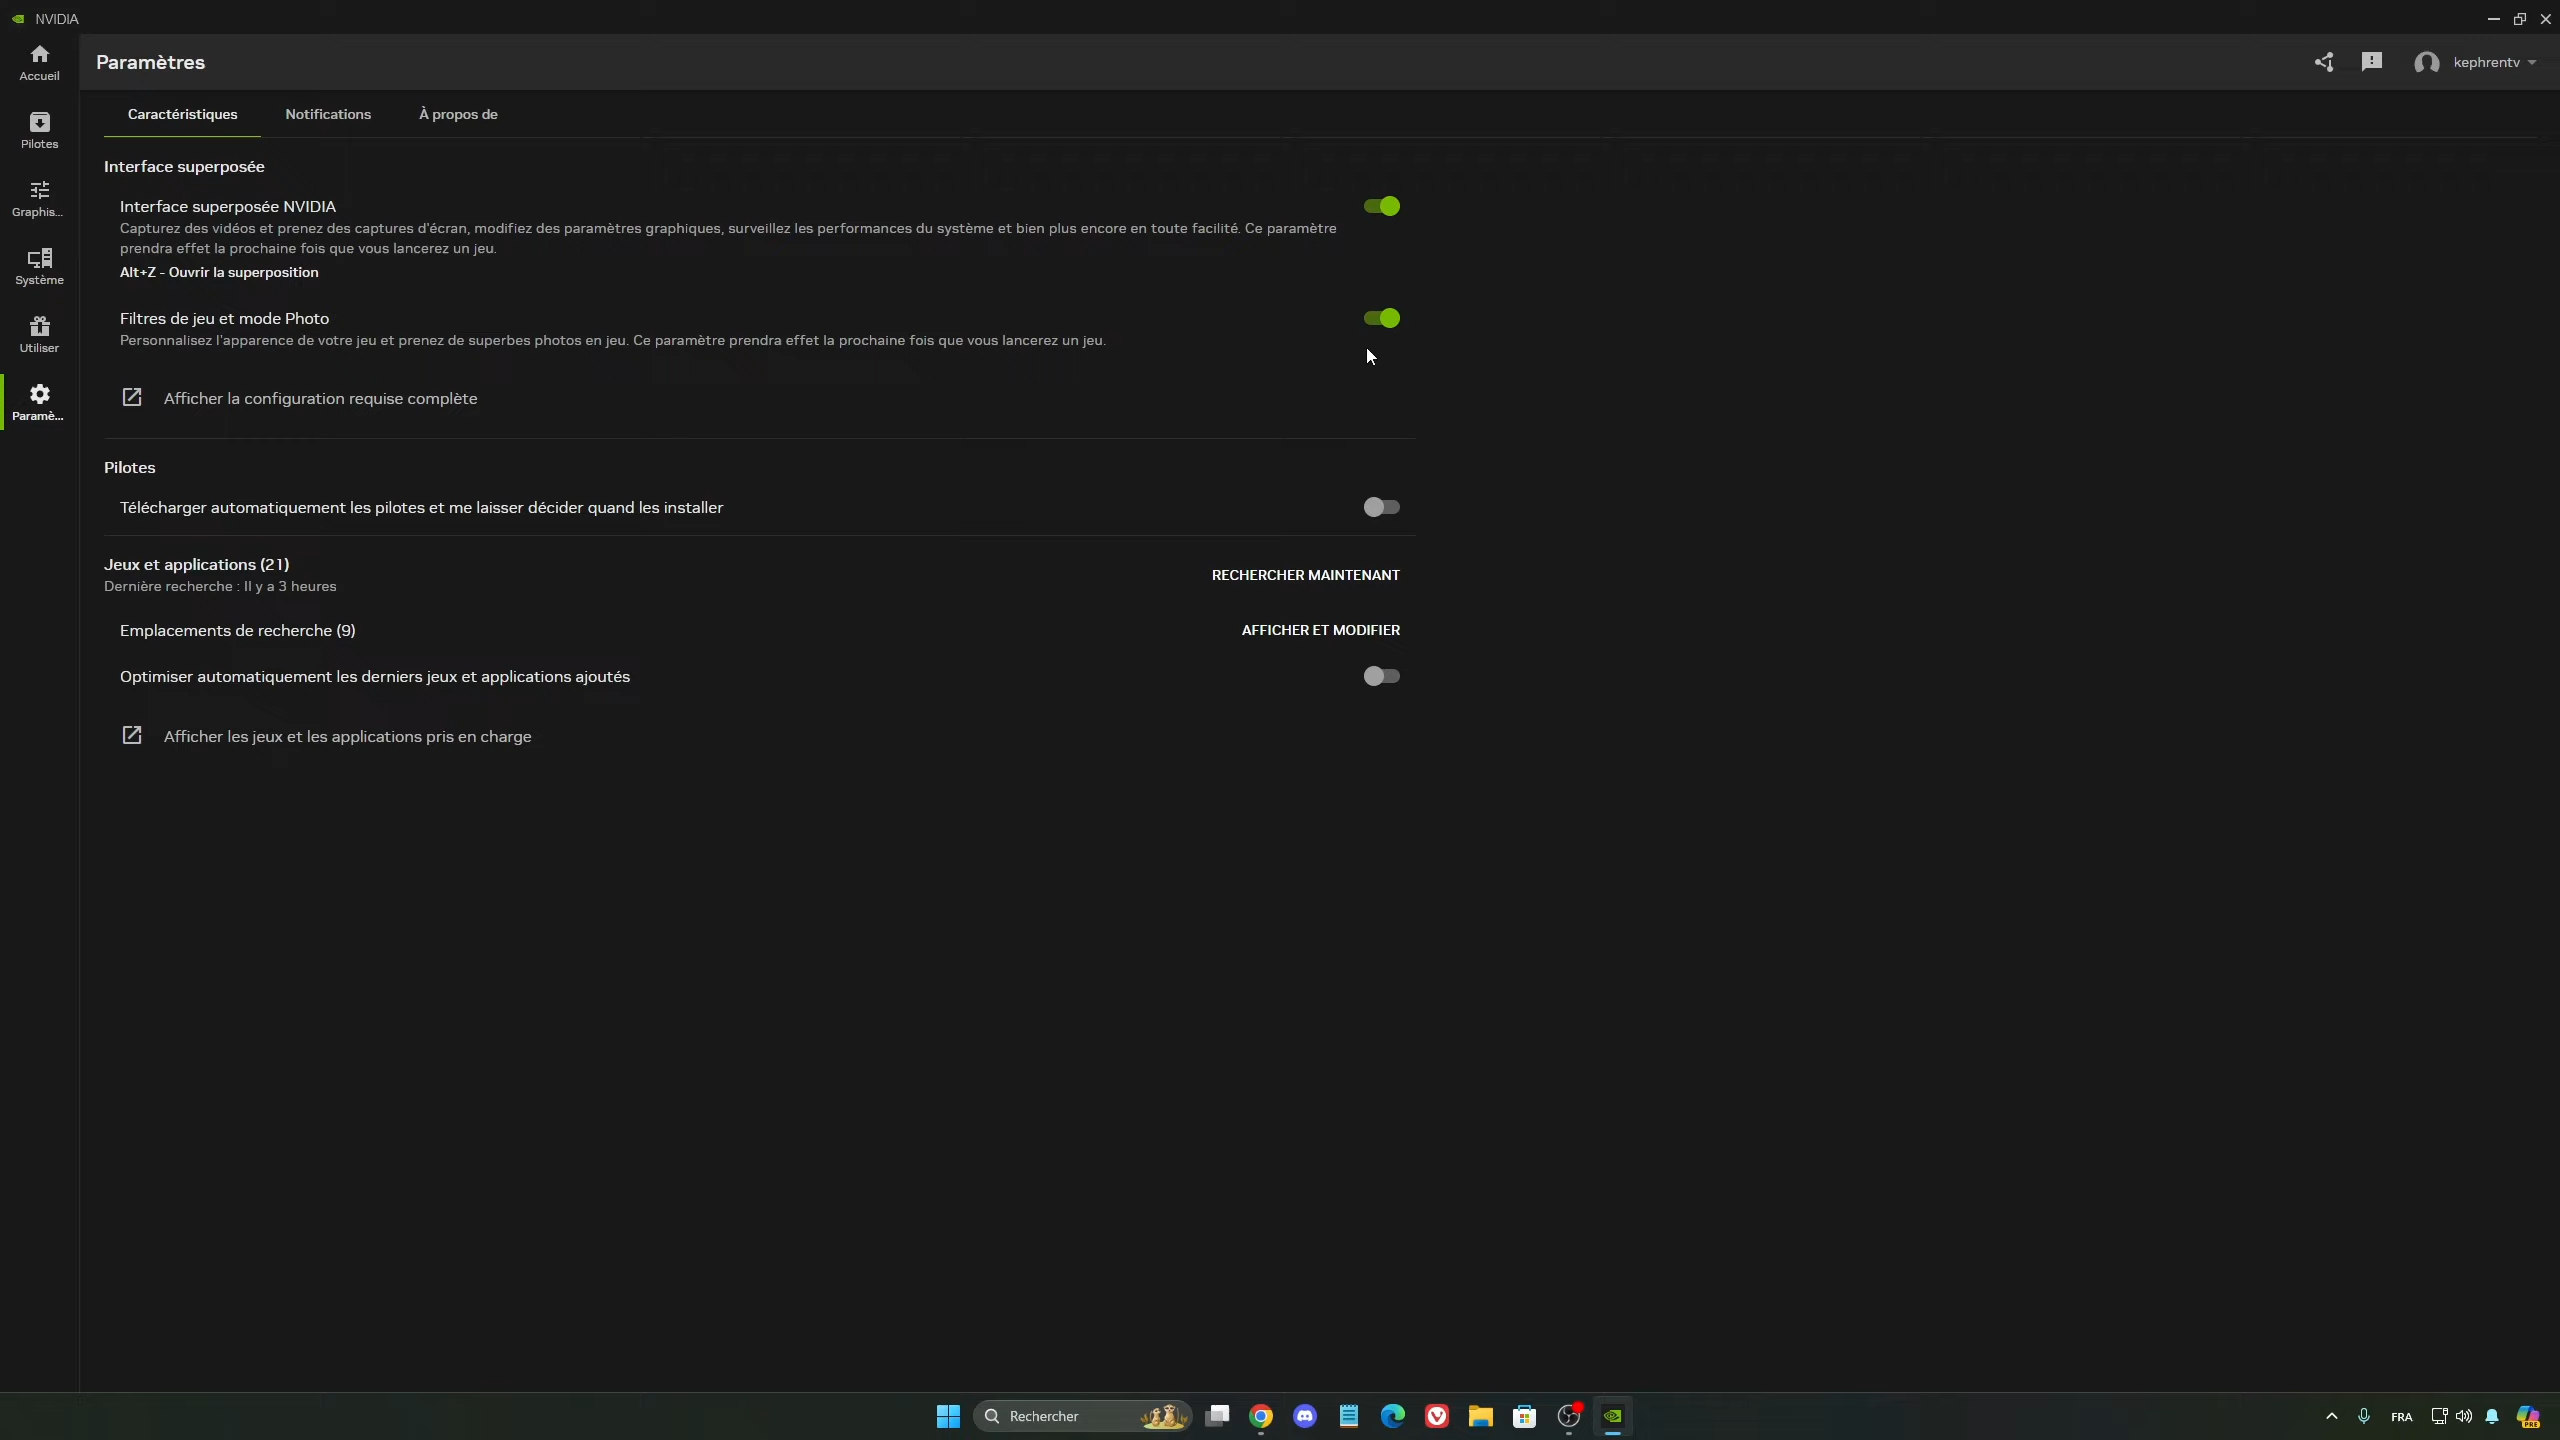 NVIDIA
Accueil
Pilotes
Graphis...
Système
Utiliser
Paramè...
Paramètres
kephrentv
Caractéristiques
Notifications
À propos de
Interface superposée
Interface superposée NVIDIA
Capturez des vidéos et prenez des captures d'écran, modifiez des paramètres graphiques, surveillez les performances du système et bien plus encore en toute facilité. Ce paramètre
prendra effet la prochaine fois que vous lancerez un jeu.
Alt+Z - Ouvrir la superposition
Filtres de jeu et mode Photo
Personnalisez l'apparence de votre jeu et prenez de superbes photos en jeu. Ce paramètre prendra effet la prochaine fois que vous lancerez un jeu.
Afficher la configuration requise complète
Pilotes
Télécharger automatiquement les pilotes et me laisser décider quand les installer
Jeux et applications (21)
Dernière recherche : Il y a 3 heures
RECHERCHER MAINTENANT
Emplacements de recherche (9)
AFFICHER ET MODIFIER
Optimiser automatiquement les derniers jeux et applications ajoutés
Afficher les jeux et les applications pris en charge
Rechercher
FRA
PRE